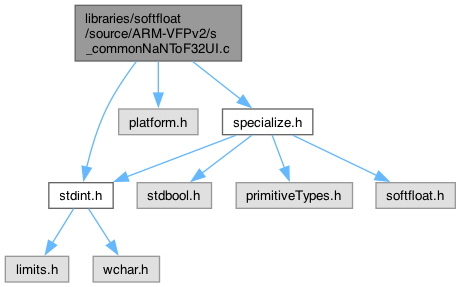 libraries/softfloat
/source/ARM-VFPv2/s
_commonNaNToF32UI.c
platform.h
specialize.h
stdint.h
stdbool.h
primitiveTypes.h
softfloat.h
limits.h
wchar.h